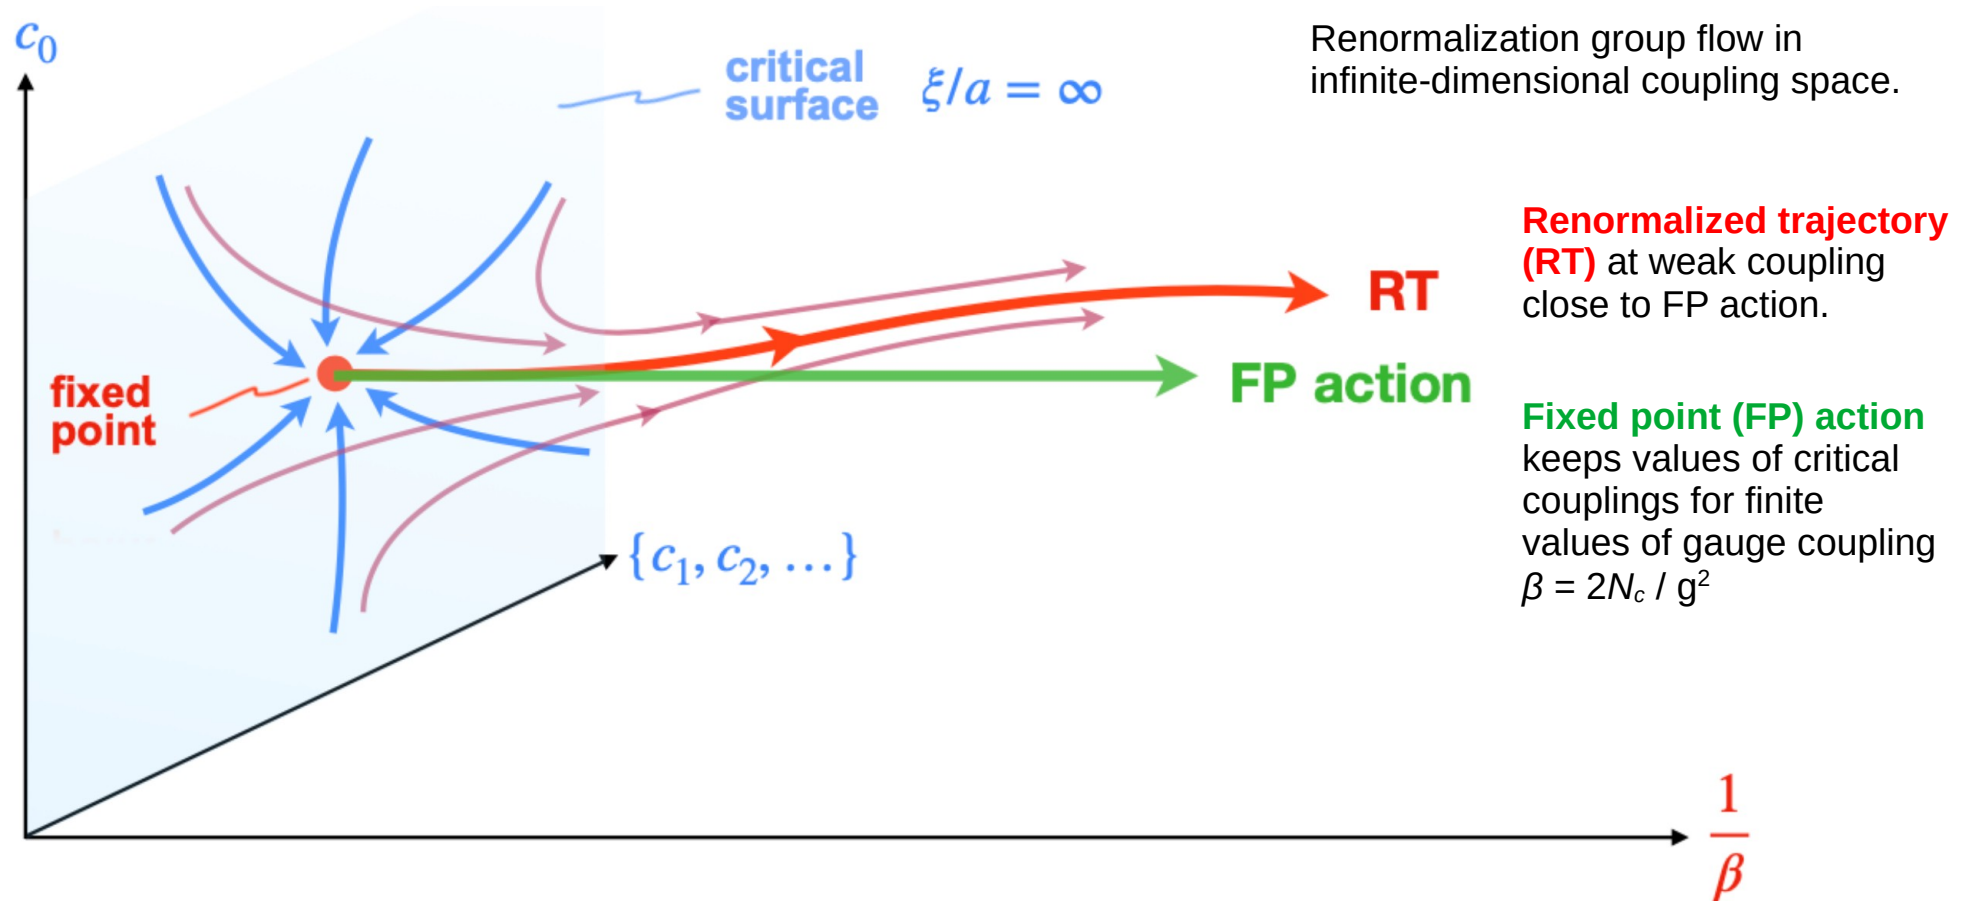 c₀
critical
surface
ξ/a = ∞
Renormalization group flow in
infinite-dimensional coupling space.
Renormalized trajectory
(RT) at weak coupling
close to FP action.
RT
FP action
fixed
point
Fixed point (FP) action
keeps values of critical
couplings for finite
values of gauge coupling
β = 2N_c / g²
{c₁, c₂, …}
1
β